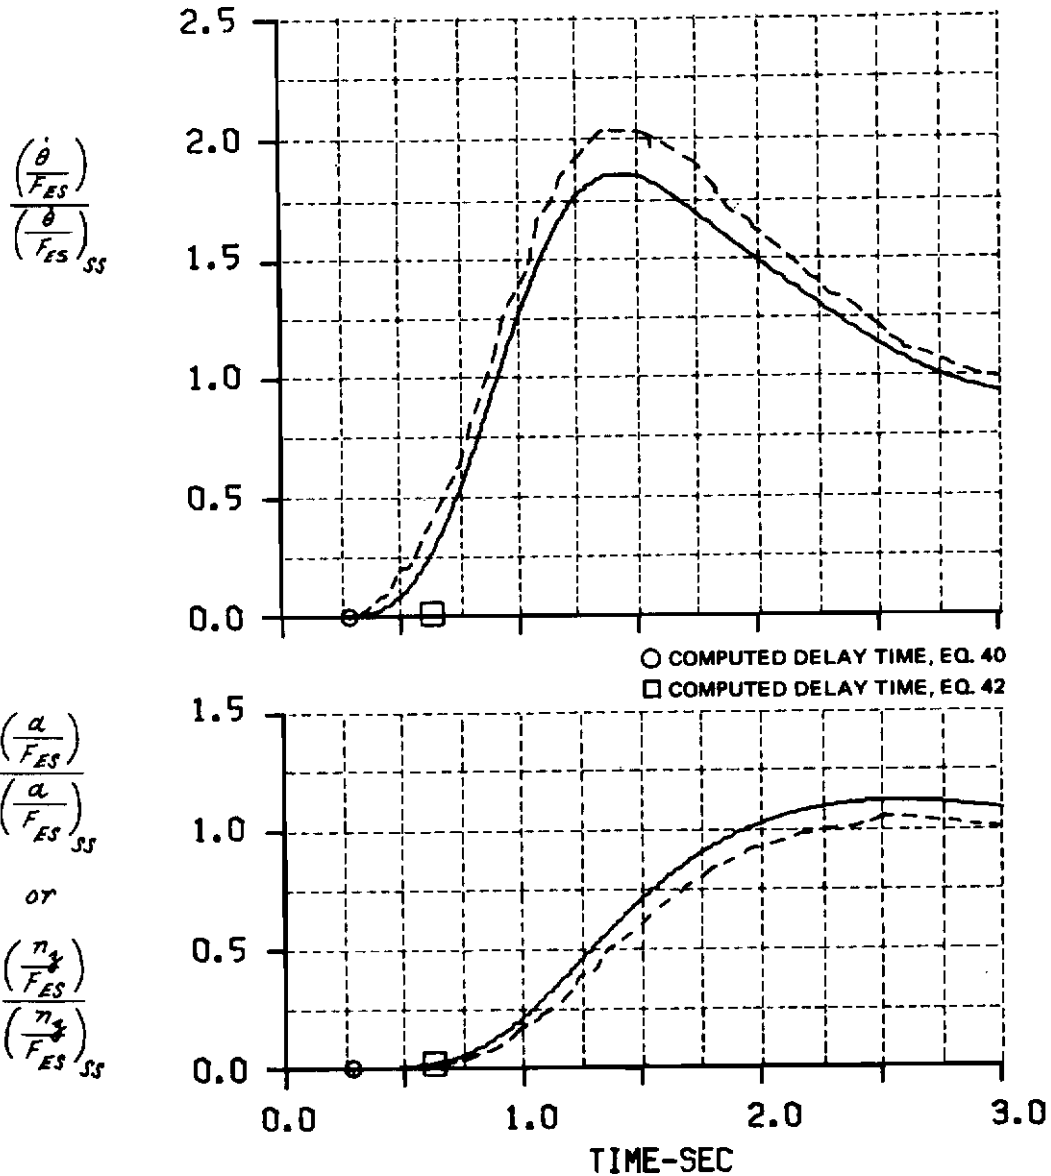 2.5
2.0
1.5
1.0
0.5
0.0
(θ̇/F_ES)
(θ̇/F_ES)_SS
○ COMPUTED DELAY TIME, EQ. 40
□ COMPUTED DELAY TIME, EQ. 42
1.5
1.0
0.5
0.0
(α/F_ES)
(α/F_ES)_SS
or
(n_z/F_ES)
(n_z/F_ES)_SS
0.0 1.0 2.0 3.0
TIME-SEC